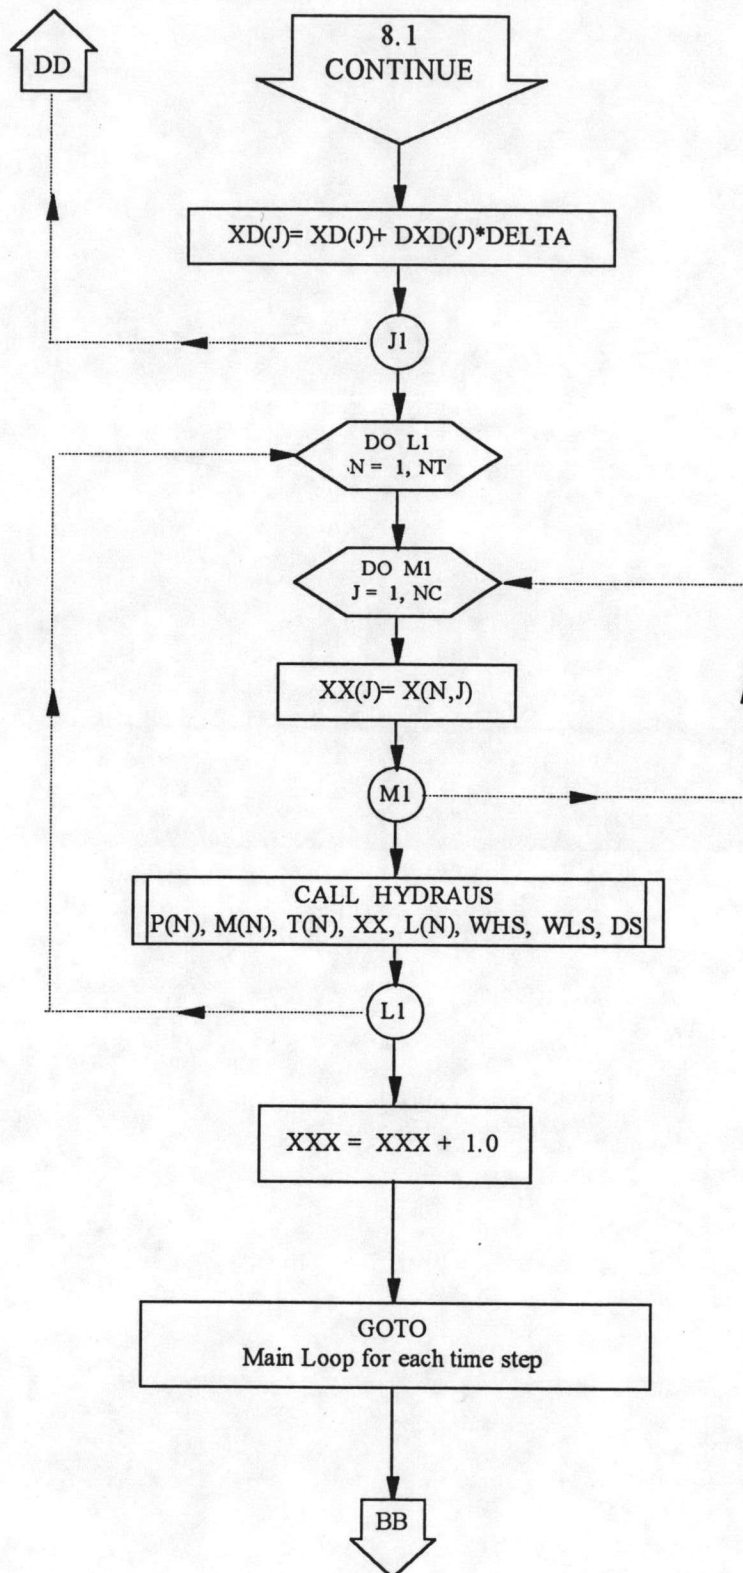 DD
8.1
CONTINUE
XD(J)= XD(J)+ DXD(J)*DELTA
J1
DO L1
N = 1, NT
DO M1
J = 1, NC
XX(J)= X(N,J)
M1
CALL HYDRAUS
P(N), M(N), T(N), XX, L(N), WHS, WLS, DS
L1
XXX = XXX + 1.0
GOTO
Main Loop for each time step
BB